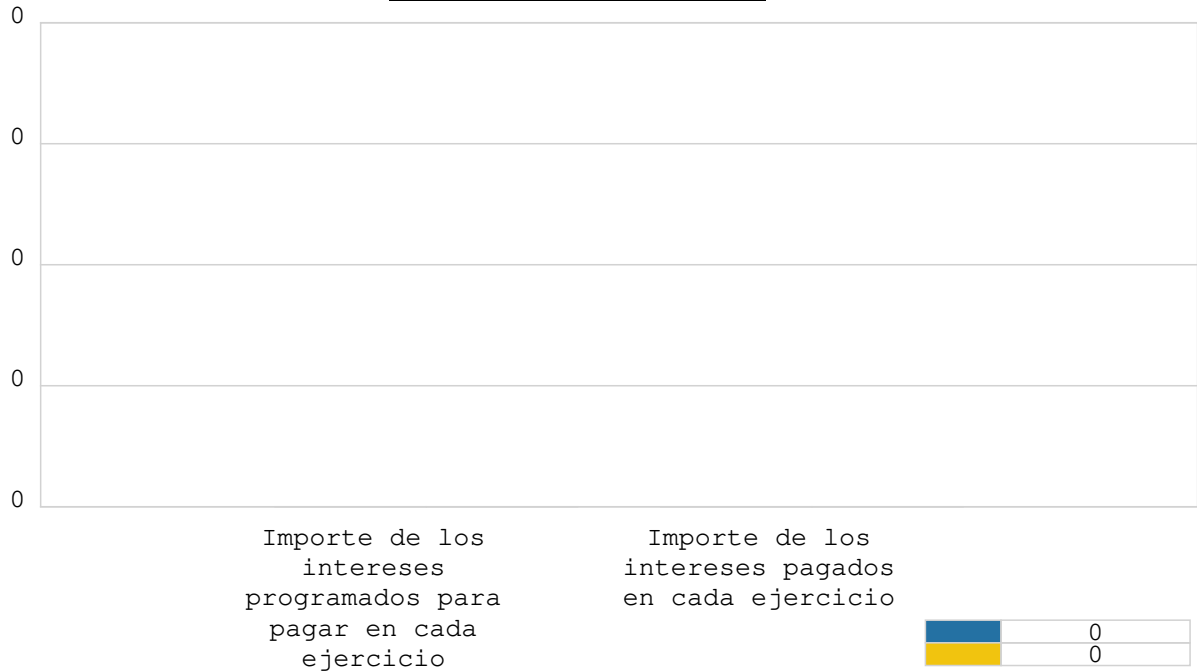 0
0
0
0
0
Importe de los
intereses
programados para
pagar en cada
ejercicio
Importe de los
intereses pagados
en cada ejercicio
0
0